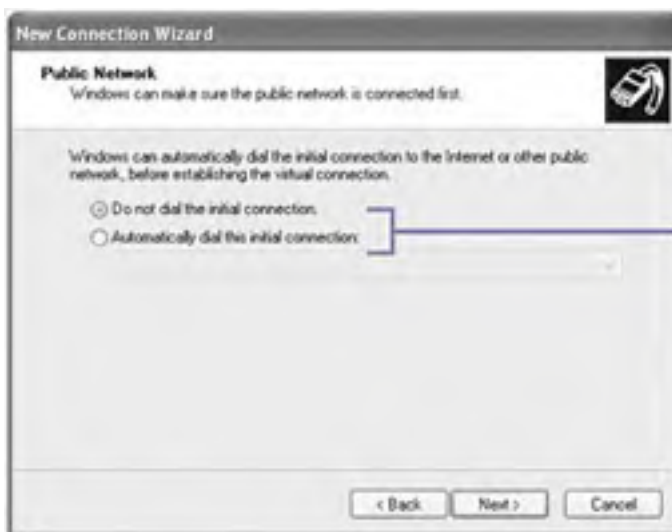 New Connection Wizard
Public Network
Windows can make sure the public network is connected first.
Windows can automatically dial the initial connection to the Internet or other public
network, before establishing the virtual connection.
Do not dial the initial connection.
Automatically dial this initial connection:
< Back
Next >
Cancel